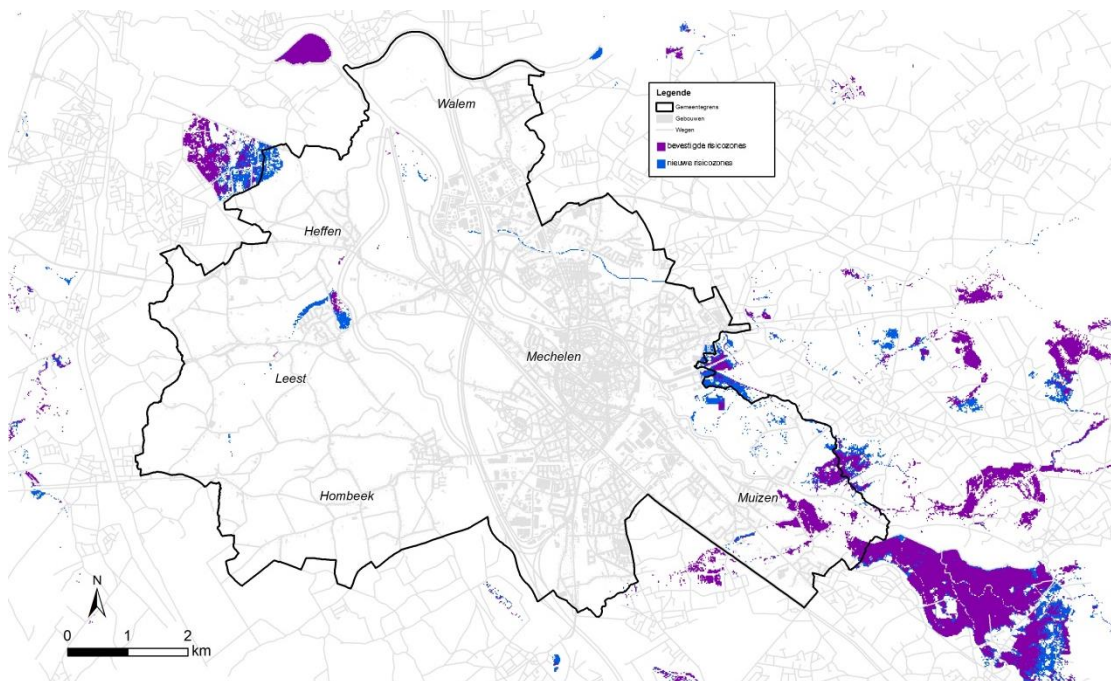 Walem
Legende
Gemeentegrens
Gebouwen
Wegen
bevestigde risicozones
nieuwe risicozones
Heffen
Mechelen
Leest
Hombeek
Muizen
N
0 1 2
km